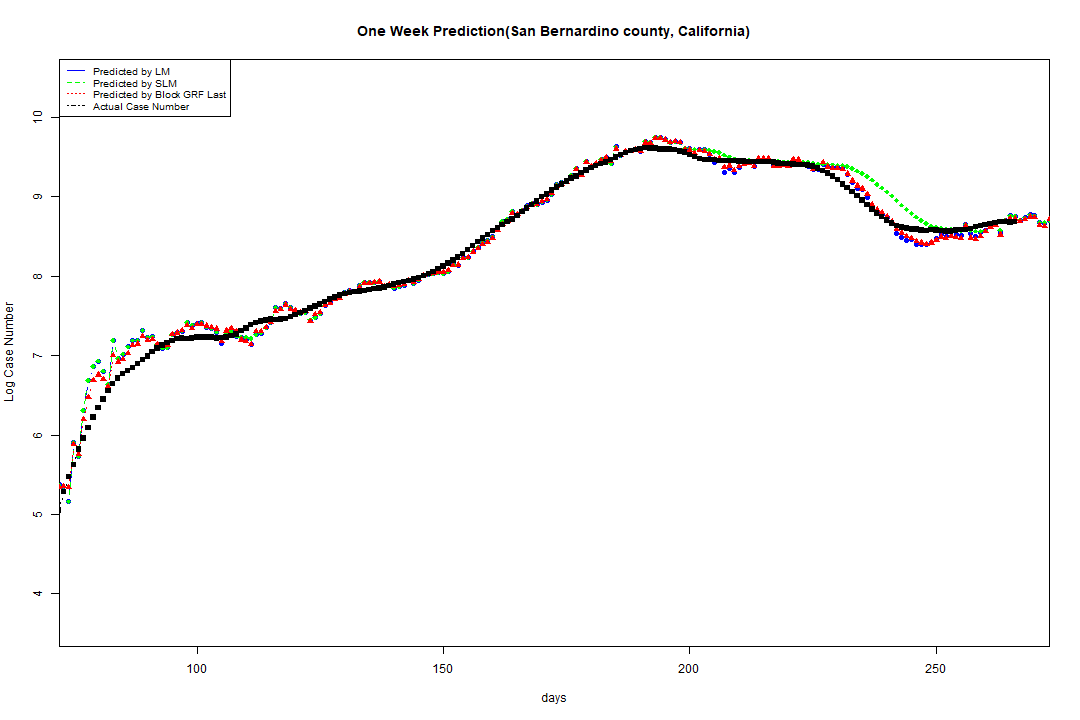 One Week Prediction(San Bernardino county, California)
Predicted by LM
Predicted by SLM
Predicted by Block GRF Last
Actual Case Number
10
9
8
7
6
5
4
Log Case Number
100 150 200 250
days